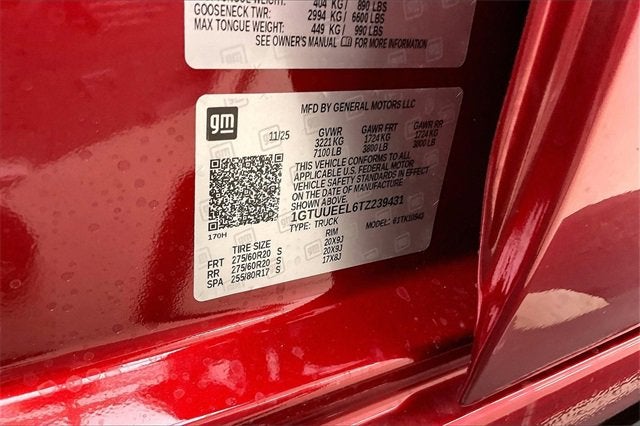 404 KG / 890 LBS
GOOSENECK TWR: 2994 KG / 6600 LBS
MAX TONGUE WEIGHT: 449 KG / 990 LBS
SEE OWNER'S MANUAL FOR MORE INFORMATION
gm
MFD BY GENERAL MOTORS LLC
11/25 GVWR GAWR FRT GAWR RR
3221 KG 1724 KG 1724 KG
7100 LB 3800 LB 3800 LB
THIS VEHICLE CONFORMS TO ALL
APPLICABLE U.S. FEDERAL MOTOR
VEHICLE SAFETY STANDARDS IN EFFECT
ON THE DATE OF MANUFACTURE
SHOWN ABOVE.
1GTUUEEL6TZ239431
TYPE: TRUCK MODEL:
170H
TIRE SIZE RIM
FRT 275/60R20 S 20X9J
RR 275/60R20 S 20X9J
SPA 255/80R17 S 17X8J